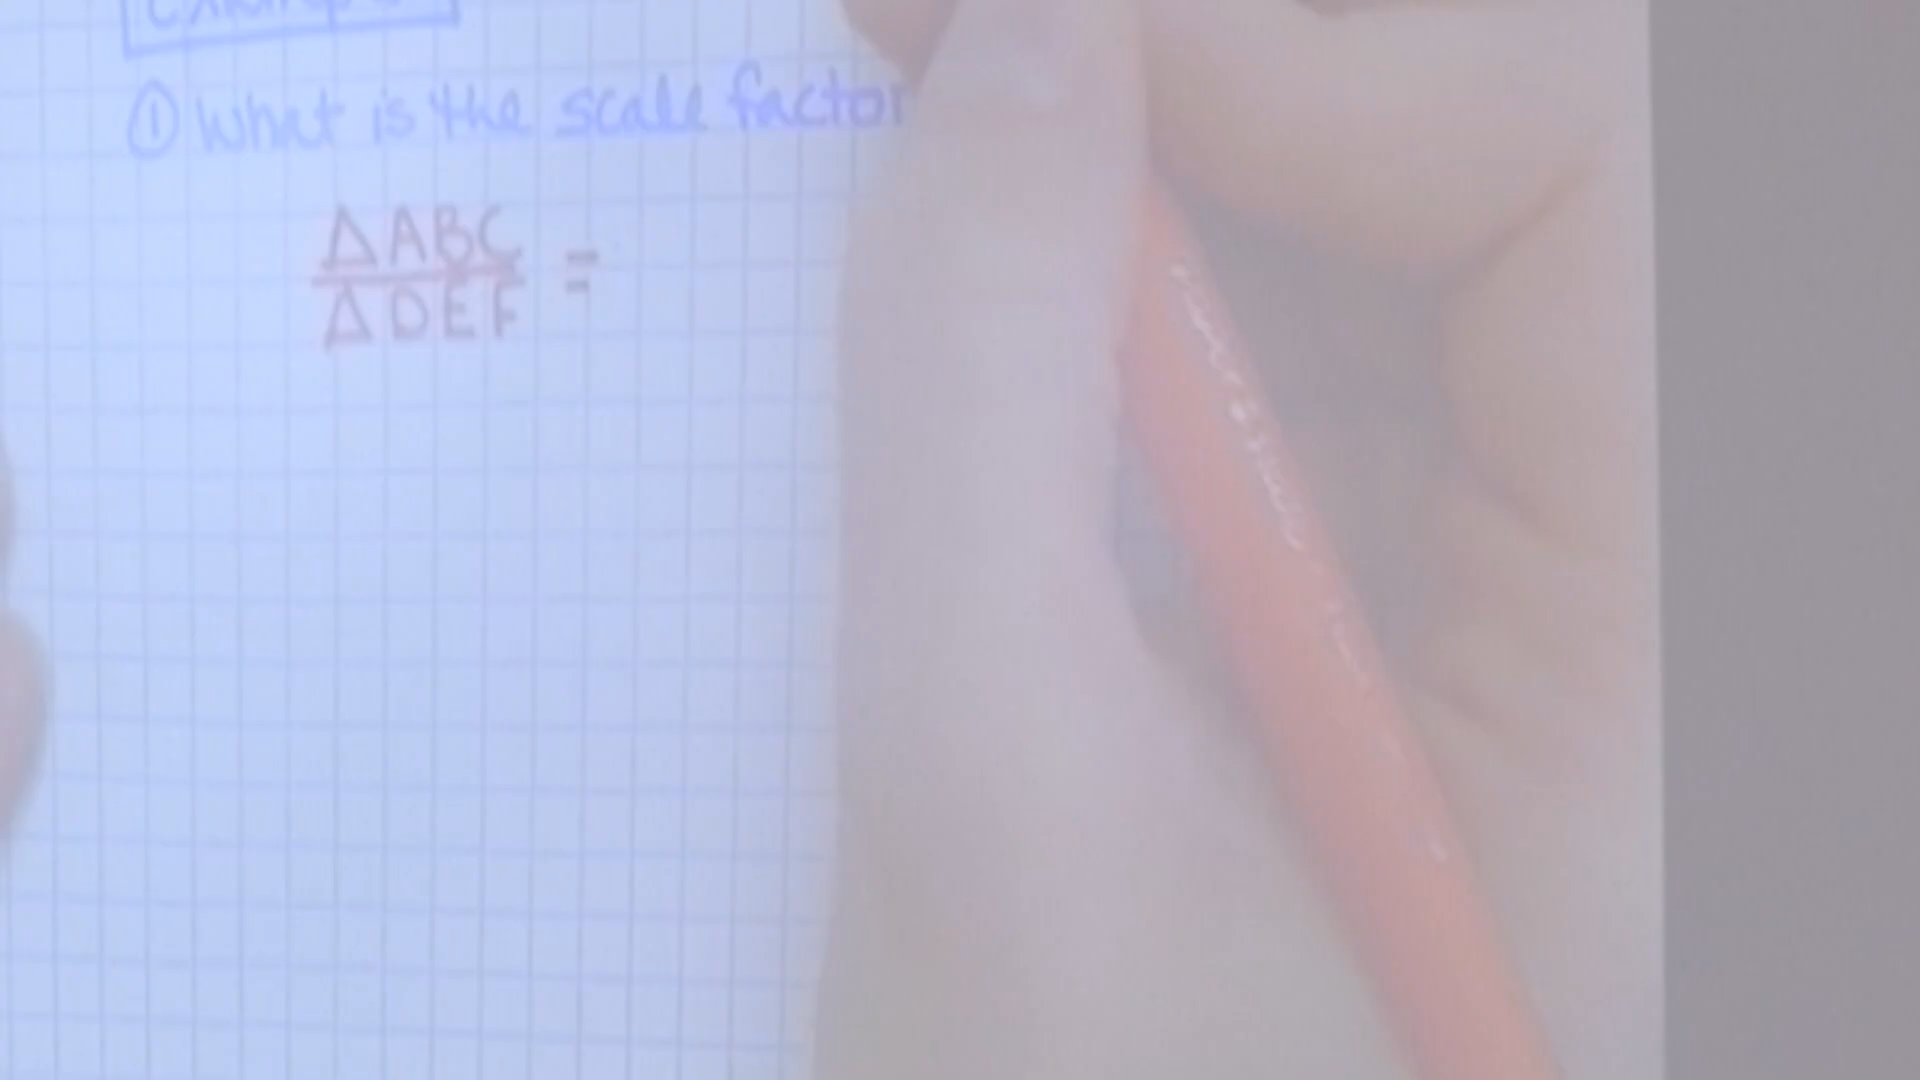 ① What is the scale factor
△ABC
△DEF =